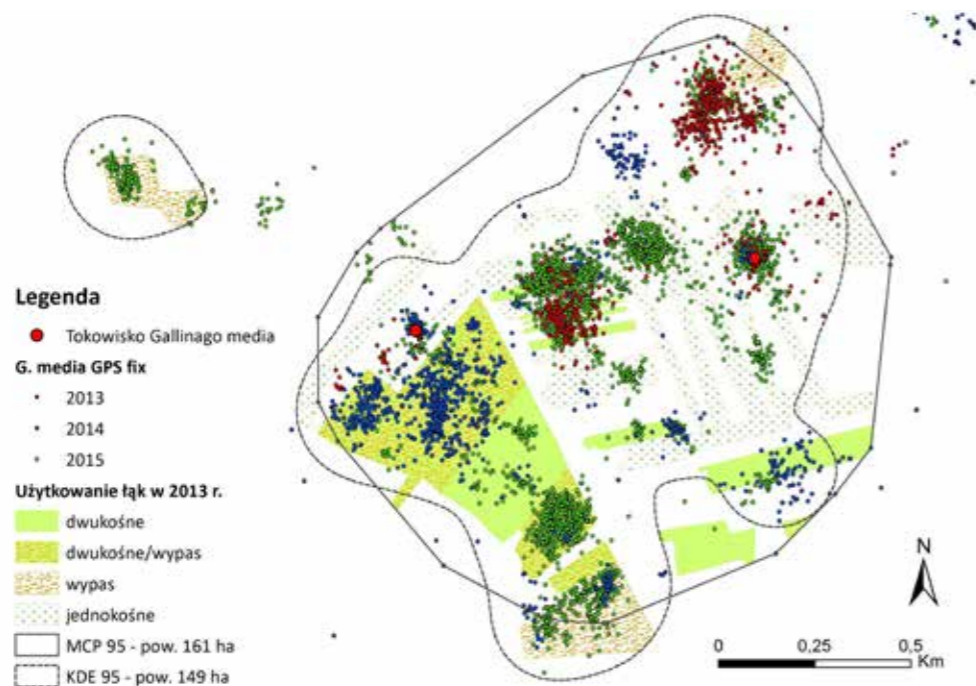 Legenda
Tokowisko Gallinago media
G. media GPS fix
2013
2014
2015
Użytkowanie łąk w 2013 r.
dwukośne
dwukośne/wypas
wypas
jednokośne
MCP 95 - pow. 161 ha
KDE 95 - pow. 149 ha
N
0 0,25 0,5
Km